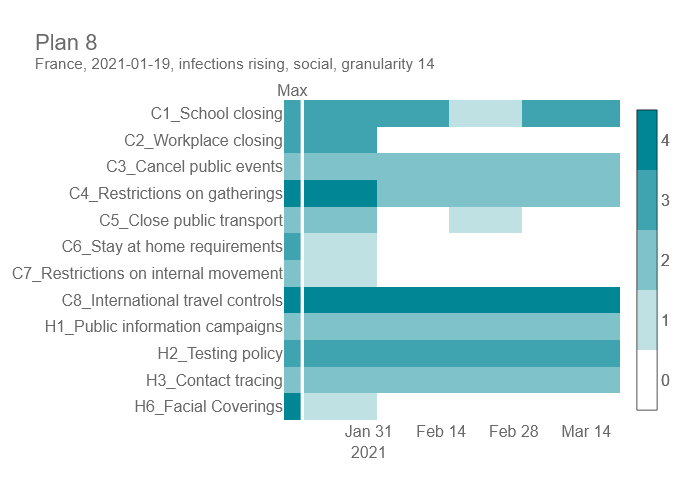 Plan 8
France, 2021-01-19, infections rising, social, granularity 14
Max
C1_School closing
C2_Workplace closing
C3_Cancel public events
C4_Restrictions on gatherings
C5_Close public transport
C6_Stay at home requirements
C7_Restrictions on internal movement
C8_International travel controls
H1_Public information campaigns
H2_Testing policy
H3_Contact tracing
H6_Facial Coverings
Jan 31 Feb 14 Feb 28 Mar 14
2021
4
3
2
1
0